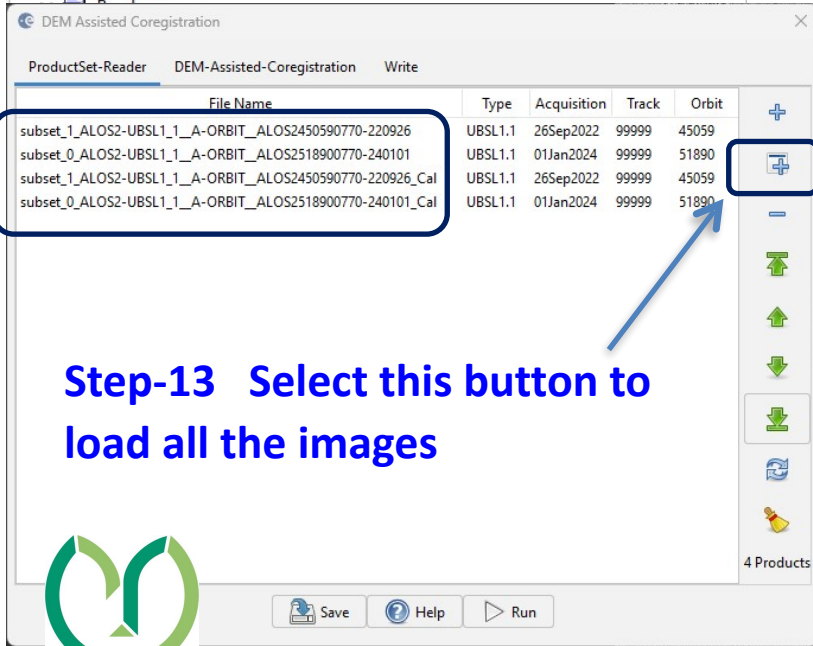 DEM Assisted Coregistration
ProductSet-Reader DEM-Assisted-Coregistration Write
File Name Type Acquisition Track Orbit
subset_1_ALOS2-UBSL1_1__A-ORBIT__ALOS2450590770-220926 UBSL1.1 26Sep2022 99999 45059
subset_0_ALOS2-UBSL1_1__A-ORBIT__ALOS2518900770-240101 UBSL1.1 01Jan2024 99999 51890
subset_1_ALOS2-UBSL1_1__A-ORBIT__ALOS2450590770-220926_Cal UBSL1.1 26Sep2022 99999 45059
subset_0_ALOS2-UBSL1_1__A-ORBIT__ALOS2518900770-240101_Cal UBSL1.1 01Jan2024 99999 51890
Step-13 Select this button to
load all the images
4 Products
Save Help Run